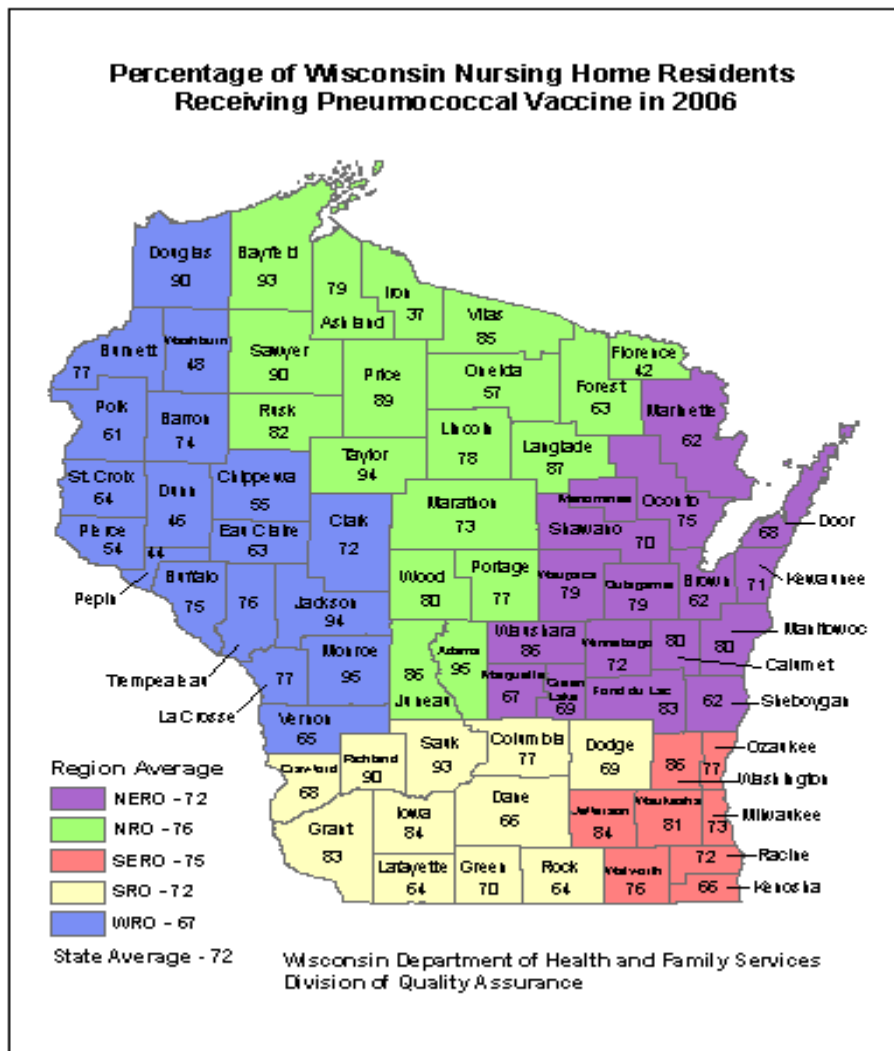 Percentage of Wisconsin Nursing Home Residents
Receiving Pneumococcal Vaccine in 2006
Douglas
90
Bayfield
93
79
Ashland
Iron
37
Vilas
85
Florence
42
Burnett
77
Washburn
48
Sawyer
90
Price
89
Oneida
57
Forest
63
Marinette
62
Polk
61
Barron
74
Rusk
82
Lincoln
78
Langlade
87
Taylor
94
St. Croix
64
Dunn
46
Chippewa
55
Marathon
73
Menominee
Oconto
75
Shawano
70
68
Door
Pierce
54
44
Pepin
Eau Claire
63
Clark
72
Buffalo
75
76
Trempealeau
Jackson
94
Wood
80
Portage
77
Waupaca
79
Outagamie
79
Brown
62
71
Kewaunee
Monroe
95
77
La Crosse
86
Juneau
Adams
95
Waushara
86
Winnebago
72
80
Calumet
80
Manitowoc
Marquette
67
Green
Lake
69
Fond du Lac
83
62
Sheboygan
Vernon
65
Crawford
68
Richland
90
Sauk
93
Columbia
77
Dodge
69
86
Washington
77
Ozaukee
Grant
83
Iowa
84
Dane
66
Jefferson
84
Waukesha
81
73
Milwaukee
Lafayette
64
Green
70
Rock
64
Walworth
76
72
Racine
66
Kenosha
Region Average
NERO - 72
NRO - 76
SERO - 75
SRO - 72
WRO - 67
State Average - 72
Wisconsin Department of Health and Family Services
Division of Quality Assurance